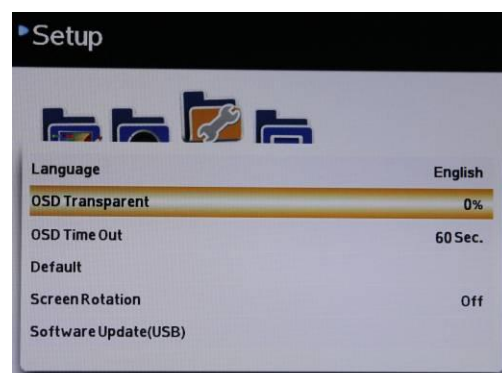 Setup
Language English
OSD Transparent 0%
OSD Time Out 60 Sec.
Default
Screen Rotation Off
Software Update(USB)